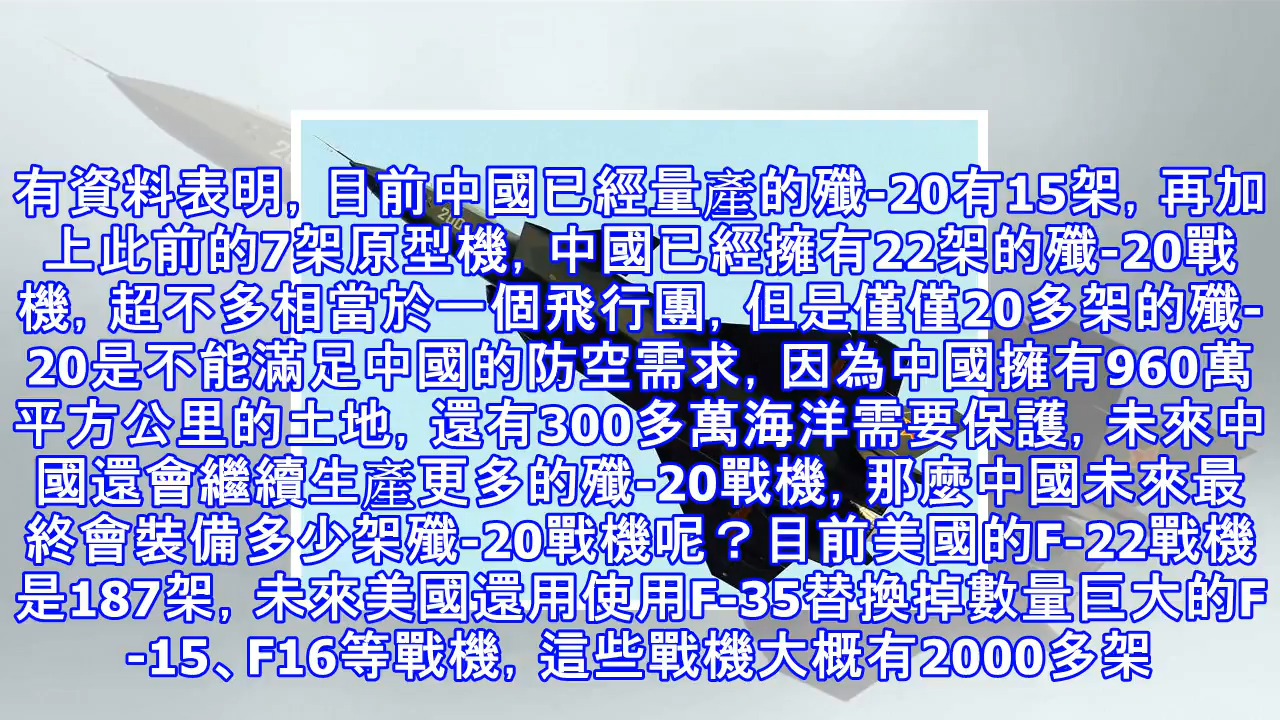 有資料表明, 目前中國已經量產的殲-20有15架, 再加
上此前的7架原型機, 中國已經擁有22架的殲-20戰
機, 超不多相當於一個飛行團, 但是僅僅20多架的殲-
20是不能滿足中國的防空需求, 因為中國擁有960萬
平方公里的土地, 還有300多萬海洋需要保護, 未來中
國還會繼續生產更多的殲-20戰機, 那麼中國未來最
終會裝備多少架殲-20戰機呢？目前美國的F-22戰機
是187架, 未來美國還用使用F-35替換掉數量巨大的F
-15、F16等戰機, 這些戰機大概有2000多架